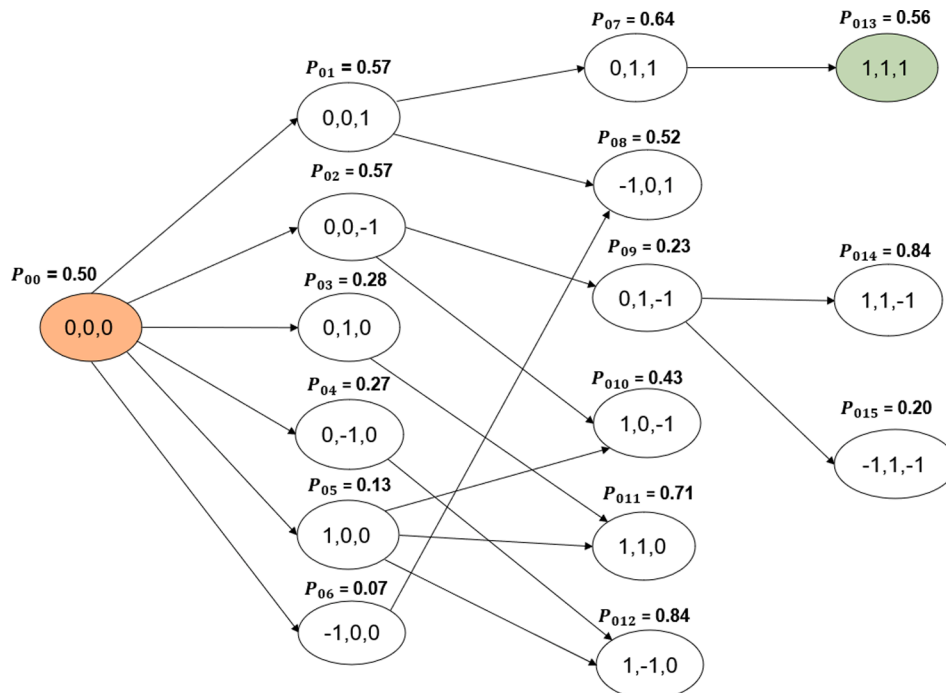 P₀₀ = 0.50
0,0,0
P₀₁ = 0.57
0,0,1
P₀₂ = 0.57
0,0,-1
P₀₃ = 0.28
0,1,0
P₀₄ = 0.27
0,-1,0
P₀₅ = 0.13
1,0,0
P₀₆ = 0.07
-1,0,0
P₀₇ = 0.64
0,1,1
P₀₈ = 0.52
-1,0,1
P₀₉ = 0.23
0,1,-1
P₀₁₀ = 0.43
1,0,-1
P₀₁₁ = 0.71
1,1,0
P₀₁₂ = 0.84
1,-1,0
P₀₁₃ = 0.56
1,1,1
P₀₁₄ = 0.84
1,1,-1
P₀₁₅ = 0.20
-1,1,-1